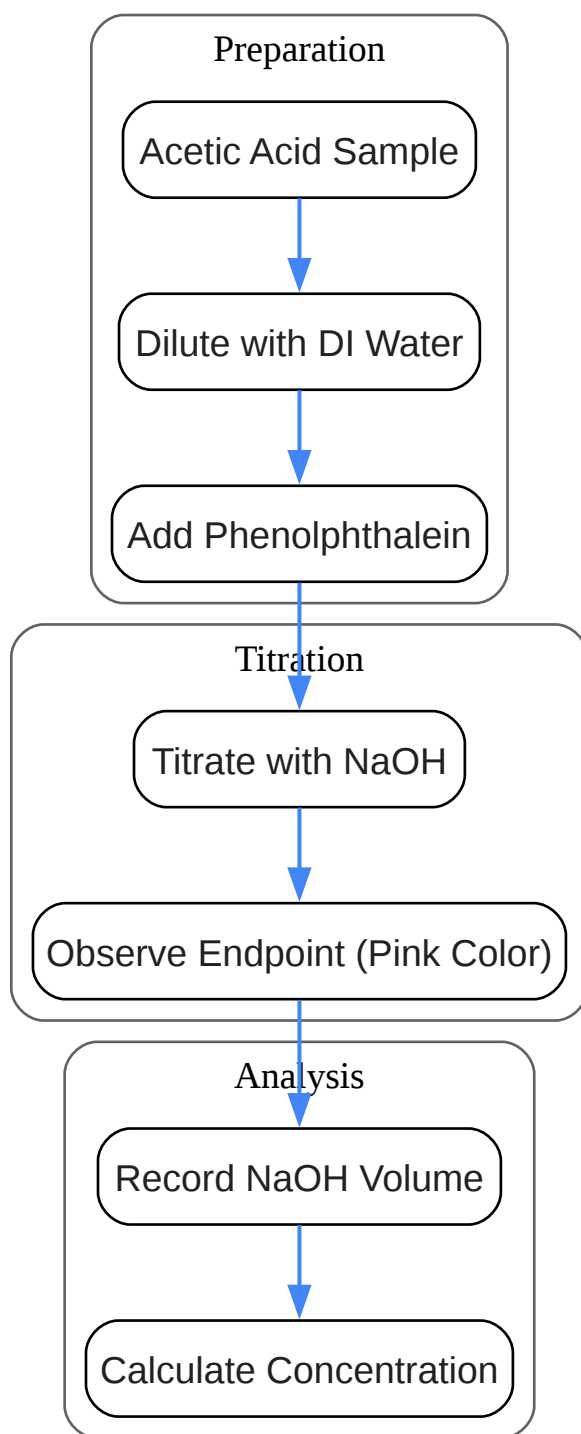 Preparation
Acetic Acid Sample
Dilute with DI Water
Add Phenolphthalein
Titration
Titrate with NaOH
Observe Endpoint (Pink Color)
Analysis
Record NaOH Volume
Calculate Concentration